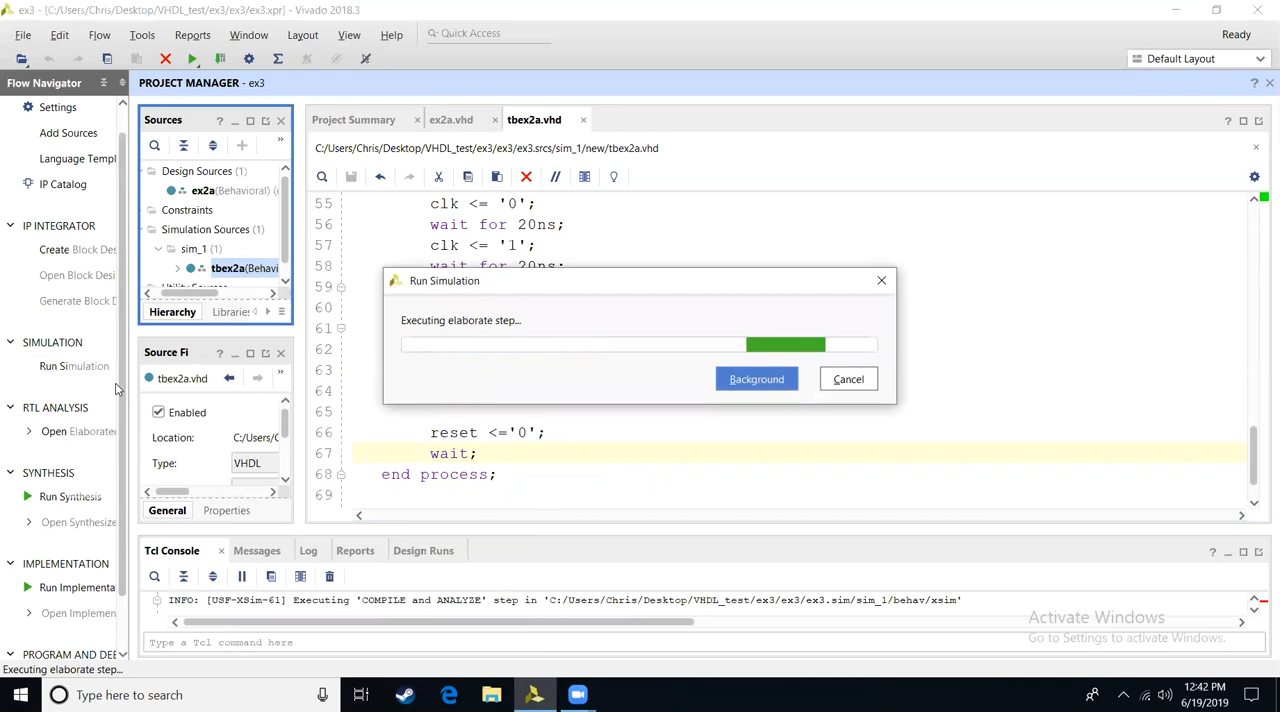 ex3 - [C:/Users/Chris/Desktop/VHDL_test/ex3/ex3/ex3.xpr] - Vivado 2018.3
File Edit Flow Tools Reports Window Layout View Help Quick Access
Ready
Default Layout
Flow Navigator
PROJECT MANAGER - ex3
Settings
Add Sources
Language Templ
IP Catalog
IP INTEGRATOR
Create Block Des
Open Block Desi
Generate Block D
SIMULATION
Run Simulation
RTL ANALYSIS
Open Elaborate
SYNTHESIS
Run Synthesis
Open Synthesize
IMPLEMENTATION
Run Implementa
Open Implemen
PROGRAM AND DEE
Executing elaborate step...
Sources
Design Sources (1)
ex2a(Behavioral) (
Constraints
Simulation Sources (1)
sim_1 (1)
tbex2a(Behavi
Utility Sources
Hierarchy Libraries
Source Fi
tbex2a.vhd
Enabled
Location: C:/Users/C
Type: VHDL
General Properties
Project Summary ex2a.vhd tbex2a.vhd
C:/Users/Chris/Desktop/VHDL_test/ex3/ex3/ex3.srcs/sim_1/new/tbex2a.vhd
55 clk <= '0';
56 wait for 20ns;
57 clk <= '1';
58 wait for 20ns;
59
60
61
62
63
64
65
66 reset <='0';
67 wait;
68 end process;
69
Run Simulation
Executing elaborate step...
Background Cancel
Tcl Console Messages Log Reports Design Runs
INFO: [USF-XSim-61] Executing 'COMPILE and ANALYZE' step in 'C:/Users/Chris/Desktop/VHDL_test/ex3/ex3/ex3.sim/sim_1/behav/xsim'
Type a Tcl command here
Activate Windows
Go to Settings to activate Windows.
Type here to search
12:42 PM
6/19/2019